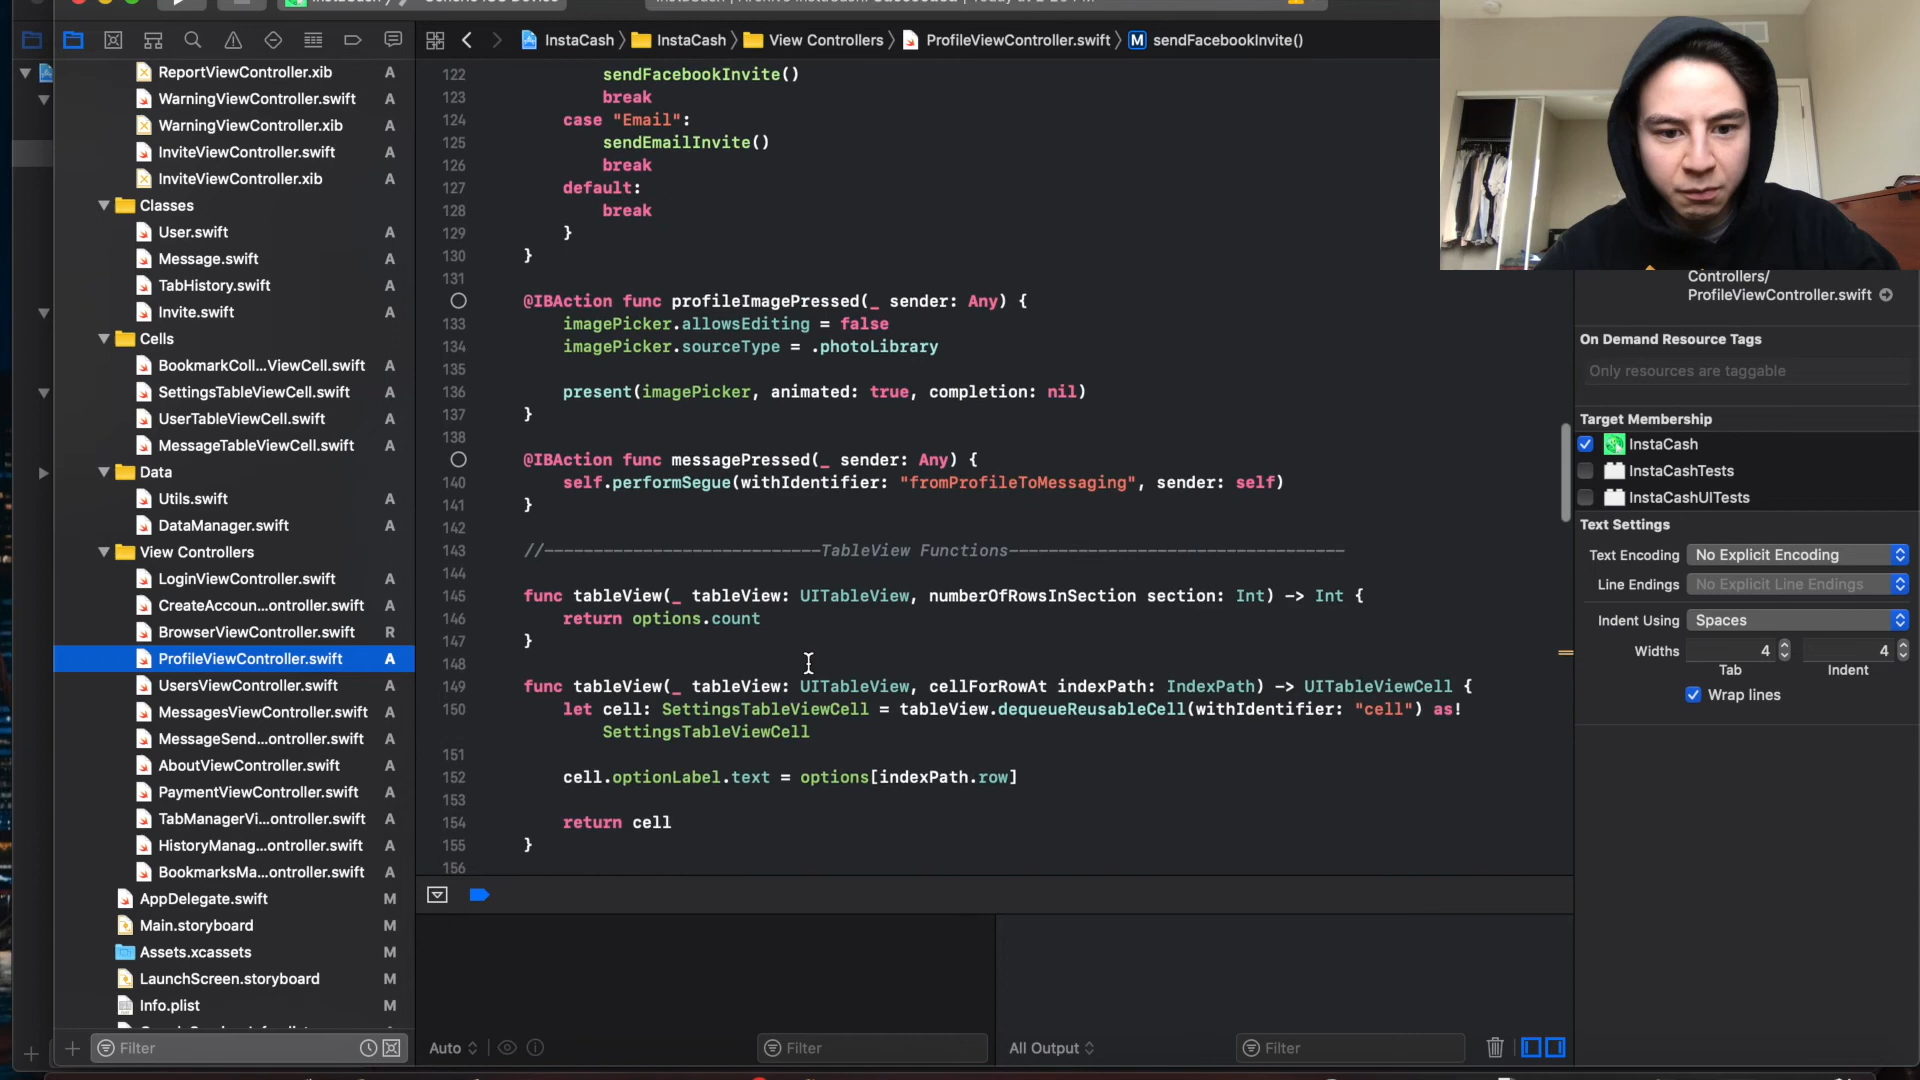 InstaCash InstaCash View Controllers ProfileViewController.swift M sendFacebookInvite()
ReportViewController.xib A
WarningViewController.swift A
WarningViewController.xib A
InviteViewController.swift A
InviteViewController.xib A
Classes
User.swift A
Message.swift A
TabHistory.swift A
Invite.swift A
Cells
BookmarkColl...ViewCell.swift A
SettingsTableViewCell.swift A
UserTableViewCell.swift A
MessageTableViewCell.swift A
Data
Utils.swift A
DataManager.swift A
View Controllers
LoginViewController.swift A
CreateAccoun...ontroller.swift A
BrowserViewController.swift R
ProfileViewController.swift A
UsersViewController.swift A
MessagesViewController.swift A
MessageSend...ontroller.swift A
AboutViewController.swift A
PaymentViewController.swift A
TabManagerVi...ontroller.swift A
HistoryManag...ontroller.swift A
BookmarksMa...ontroller.swift A
AppDelegate.swift M
Main.storyboard M
Assets.xcassets M
LaunchScreen.storyboard M
Info.plist M
Filter
122 sendFacebookInvite()
123 break
124 case "Email":
125 sendEmailInvite()
126 break
127 default:
128 break
129 }
130 }
131
@IBAction func profileImagePressed(_ sender: Any) {
133 imagePicker.allowsEditing = false
134 imagePicker.sourceType = .photoLibrary
135
136 present(imagePicker, animated: true, completion: nil)
137 }
138
@IBAction func messagePressed(_ sender: Any) {
140 self.performSegue(withIdentifier: "fromProfileToMessaging", sender: self)
141 }
142
143 //----------------------------TableView Functions----------------------------------
144
145 func tableView(_ tableView: UITableView, numberOfRowsInSection section: Int) -> Int {
146 return options.count
147 }
148
149 func tableView(_ tableView: UITableView, cellForRowAt indexPath: IndexPath) -> UITableViewCell {
150 let cell: SettingsTableViewCell = tableView.dequeueReusableCell(withIdentifier: "cell") as!
SettingsTableViewCell
151
152 cell.optionLabel.text = options[indexPath.row]
153
154 return cell
155 }
156
Auto
Filter
All Output
Filter
Controllers/
ProfileViewController.swift
On Demand Resource Tags
Only resources are taggable
Target Membership
InstaCash
InstaCashTests
InstaCashUITests
Text Settings
Text Encoding No Explicit Encoding
Line Endings No Explicit Line Endings
Indent Using Spaces
Widths 4 4
Tab Indent
Wrap lines